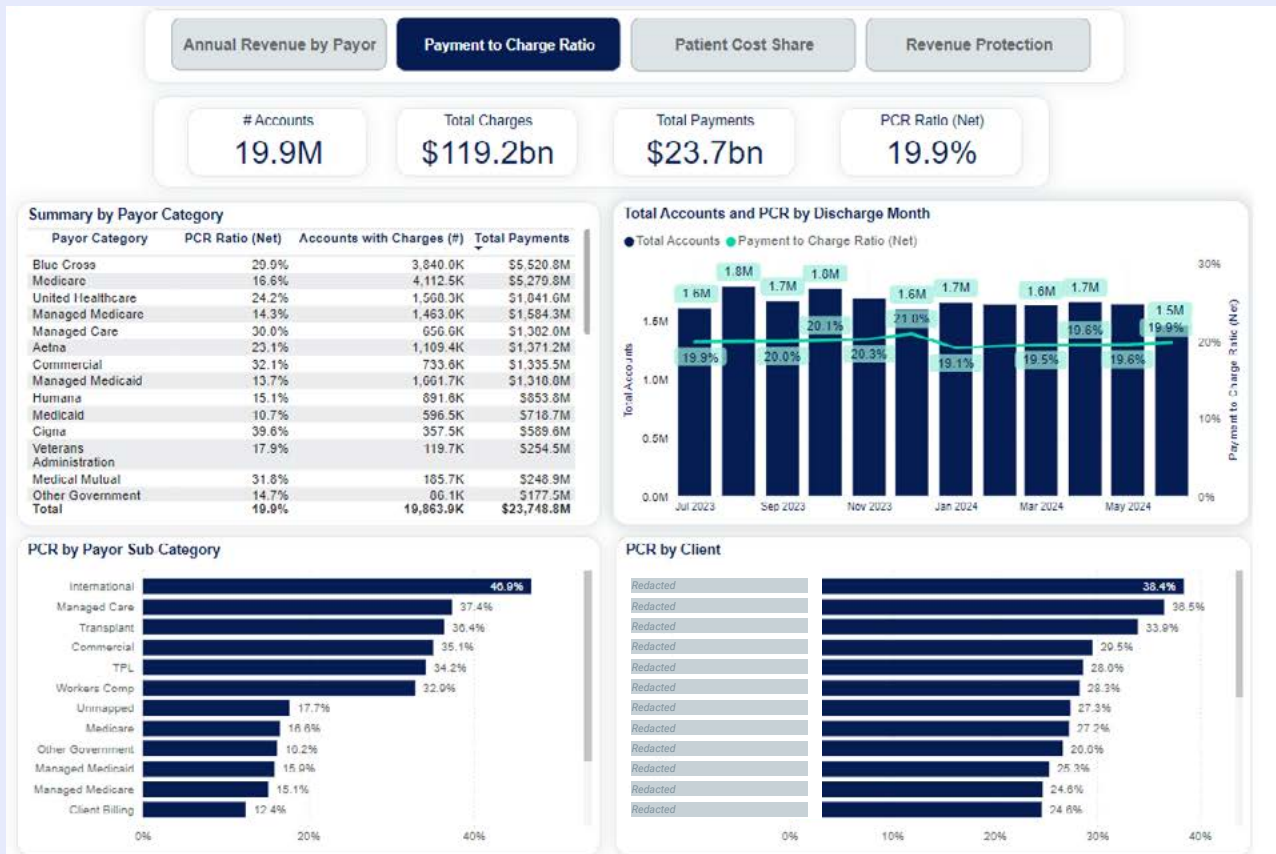 Annual Revenue by Payor
Payment to Charge Ratio
Patient Cost Share
Revenue Protection
# Accounts
19.9M
Total Charges
$119.2bn
Total Payments
$23.7bn
PCR Ratio (Net)
19.9%
Summary by Payor Category
Payor Category PCR Ratio (Net) Accounts with Charges (#) Total Payments
Blue Cross 29.9% 3,840.0K $5,520.8M
Medicare 16.6% 4,112.5K $5,279.8M
United Healthcare 24.2% 1,560.3K $1,841.6M
Managed Medicare 14.3% 1,463.0K $1,584.3M
Managed Care 30.0% 656.6K $1,382.0M
Aetna 23.1% 1,109.4K $1,371.2M
Commercial 32.1% 733.6K $1,335.5M
Managed Medicaid 13.7% 1,661.7K $1,318.8M
Humana 15.1% 891.6K $853.8M
Medicaid 10.7% 596.5K $718.7M
Cigna 39.6% 357.5K $589.6M
Veterans
Administration 17.9% 119.7K $254.5M
Medical Mutual 31.8% 185.7K $248.9M
Other Government 14.7% 86.1K $177.5M
Total 19.9% 19,863.9K $23,748.8M
Total Accounts and PCR by Discharge Month
Total Accounts Payment to Charge Ratio (Net)
Total Accounts
1.5M
1.0M
0.5M
0.0M
1.6M
1.8M
1.7M
1.8M
1.6M
1.7M
1.6M
1.7M
1.5M
19.9%
20.0%
20.1%
20.3%
21.0%
19.1%
19.5%
19.6%
19.6%
19.9%
30%
20%
10%
0%
Payment to Charge Ratio (Net)
Jul 2023
Sep 2023
Nov 2023
Jan 2024
Mar 2024
May 2024
PCR by Payor Sub Category
International 46.9%
Managed Care 37.4%
Transplant 36.4%
Commercial 35.1%
TPL 34.2%
Workers Comp 32.9%
Unmapped 17.7%
Medicare 16.6%
Other Government 16.2%
Managed Medicaid 15.9%
Managed Medicare 15.1%
Client Billing 12.4%
0% 20% 40%
PCR by Client
Redacted 38.4%
Redacted 36.5%
Redacted 33.9%
Redacted 29.5%
Redacted 28.0%
Redacted 28.3%
Redacted 27.3%
Redacted 27.2%
Redacted
Redacted 25.3%
Redacted 24.6%
Redacted 24.6%
0% 10% 20% 30% 40%